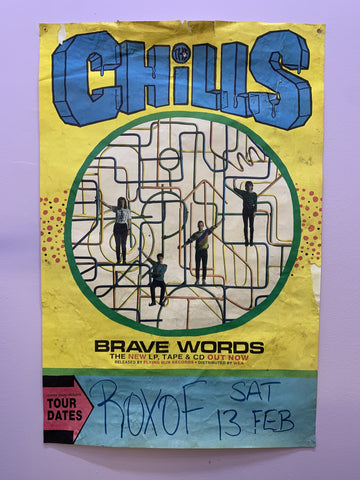 THE
CHILLS
BRAVE WORDS
THE NEW LP, TAPE & CD OUT NOW
RELEASED BY FLYING NUN RECORDS • DISTRIBUTED BY WEA
TOUR
DATES
ROXOF
SAT
13 FEB